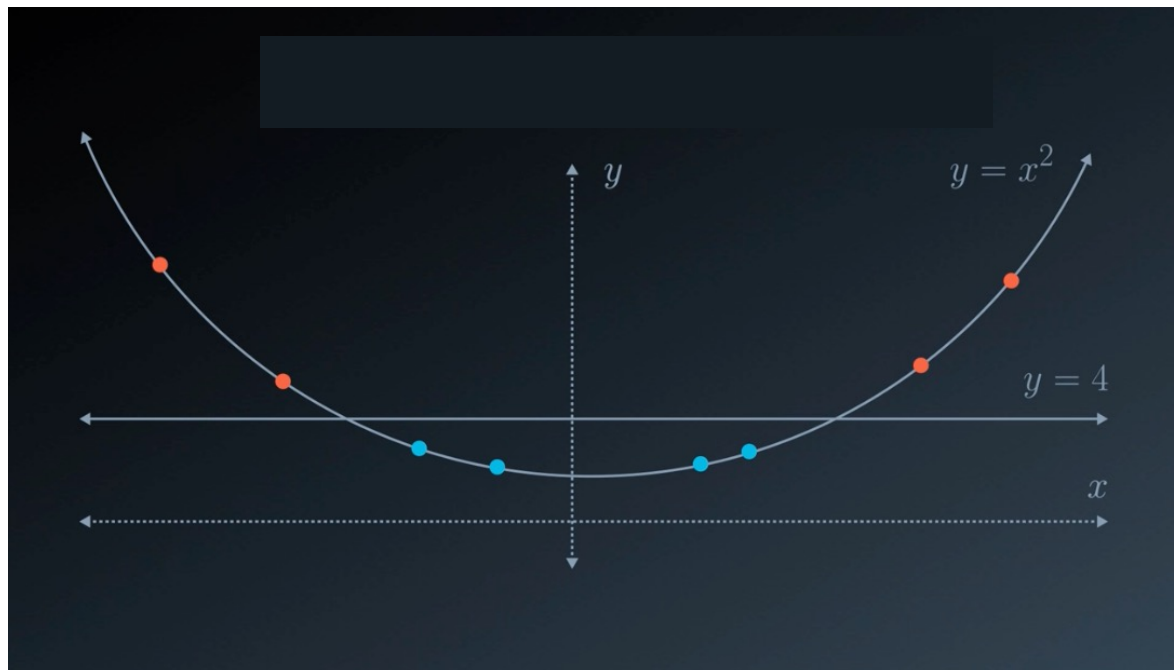 y
y = x²
y = 4
x